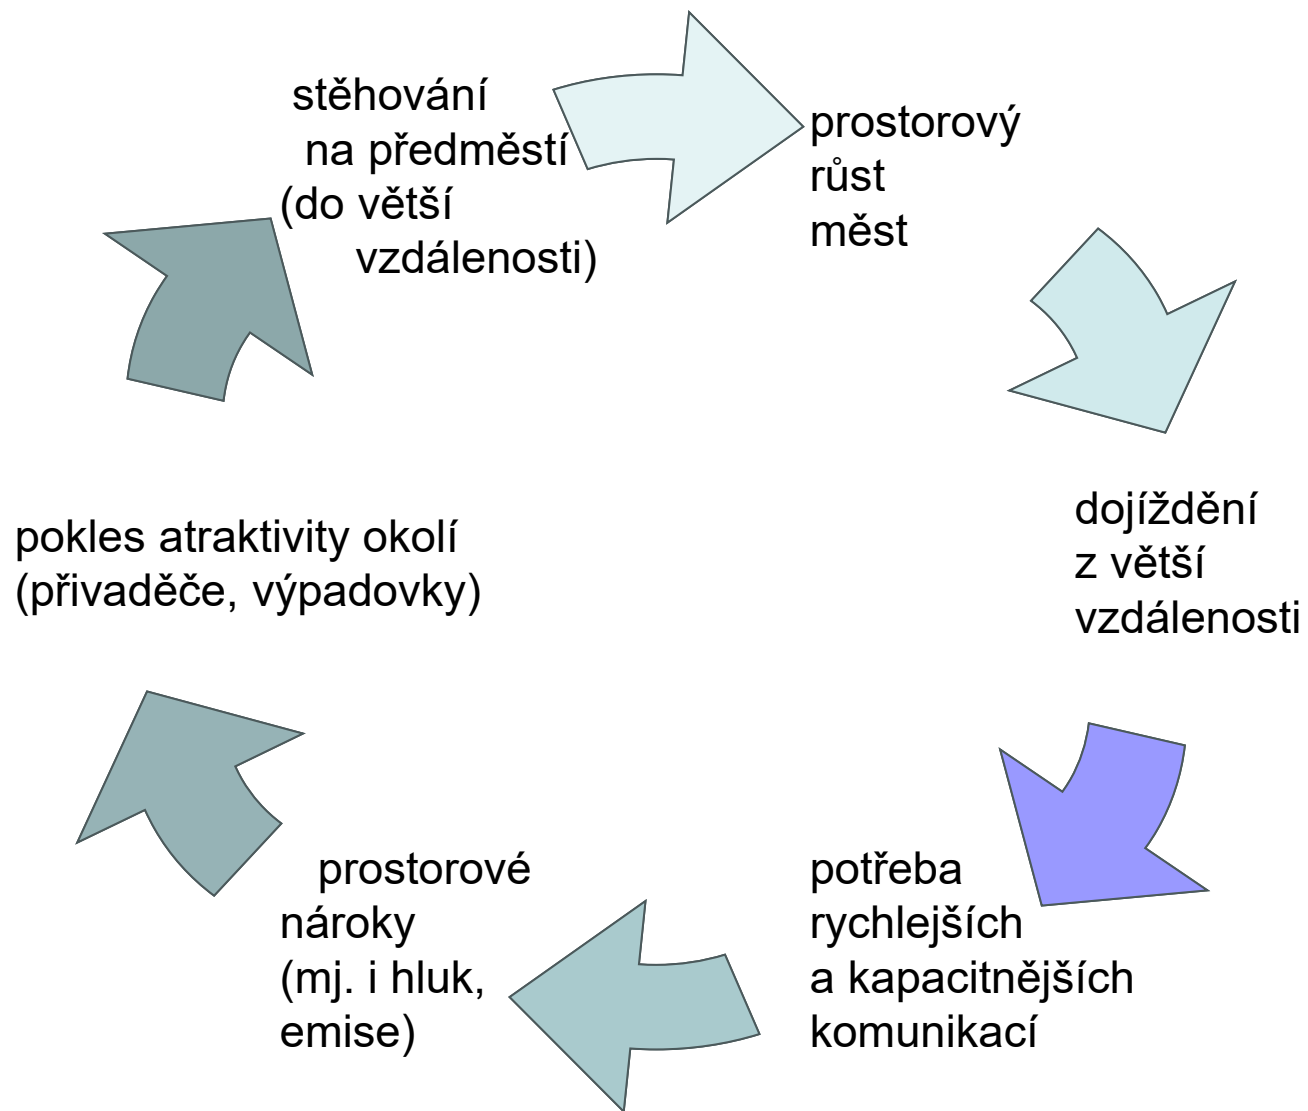 stěhování
na předměstí
(do větší
vzdálenosti)
prostorový
růst
měst
dojíždění
z větší
vzdálenosti
potřeba
rychlejších
a kapacitnějších
komunikací
prostorové
nároky
(mj. i hluk,
emise)
pokles atraktivity okolí
(přivaděče, výpadovky)